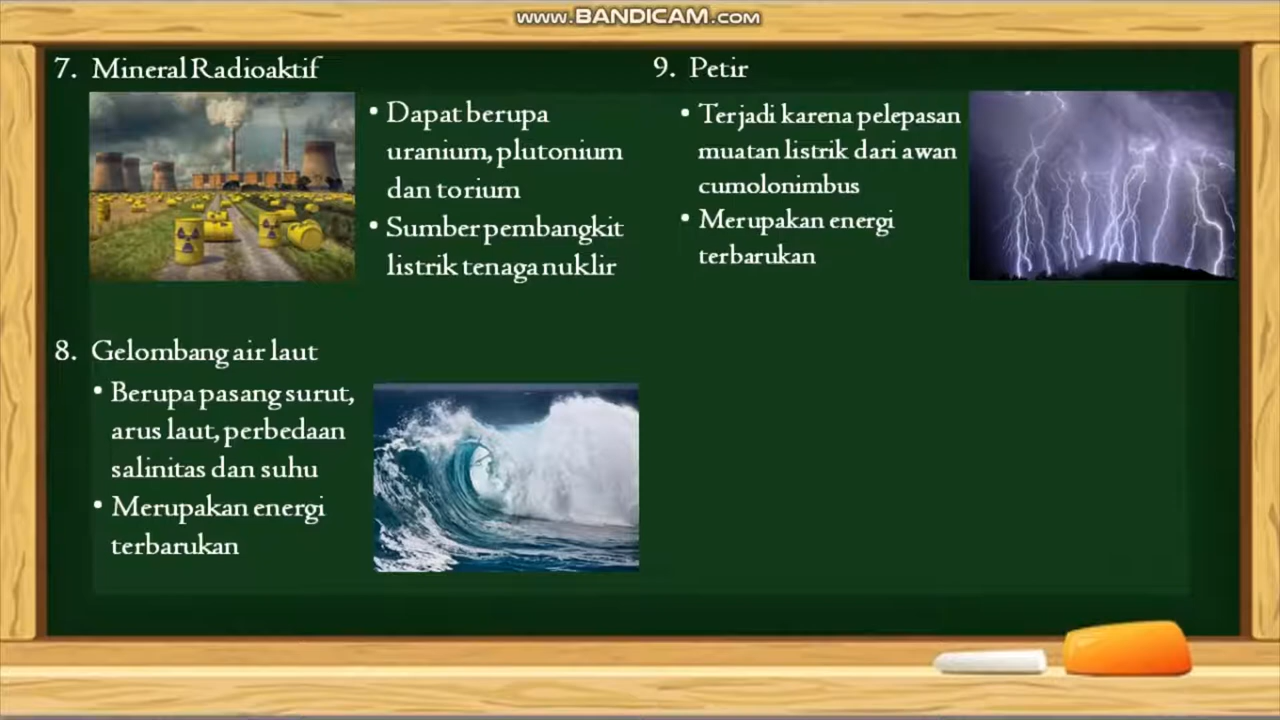 www.BANDICAM.com
7. Mineral Radioaktif
• Dapat berupa
uranium, plutonium
dan torium
• Sumber pembangkit
listrik tenaga nuklir
8. Gelombang air laut
• Berupa pasang surut,
arus laut, perbedaan
salinitas dan suhu
• Merupakan energi
terbarukan
9. Petir
• Terjadi karena pelepasan
muatan listrik dari awan
cumolonimbus
• Merupakan energi
terbarukan